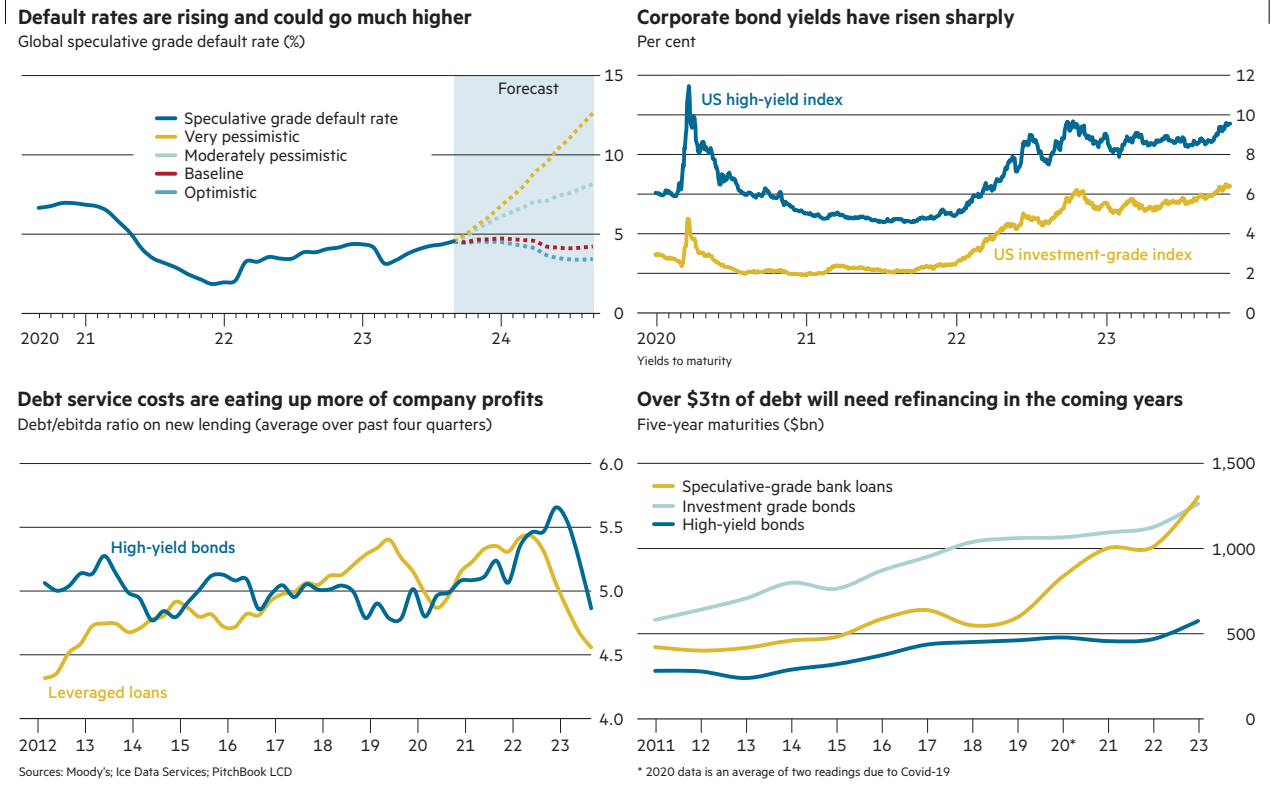 Default rates are rising and could go much higher
Global speculative grade default rate (%)
15
Forecast
Speculative grade default rate
Very pessimistic
Moderately pessimistic
Baseline
Optimistic
10
5
0
2020 21 22 23 24
Corporate bond yields have risen sharply
Per cent
12
US high-yield index
10
8
6
4
US investment-grade index
2
0
2020 21 22 23
Yields to maturity
Debt service costs are eating up more of company profits
Debt/ebitda ratio on new lending (average over past four quarters)
6.0
5.5
High-yield bonds
5.0
4.5
Leveraged loans
4.0
2012 13 14 15 16 17 18 19 20 21 22 23
Sources: Moody's; Ice Data Services; PitchBook LCD
Over $3tn of debt will need refinancing in the coming years
Five-year maturities ($bn)
1,500
Speculative-grade bank loans
Investment grade bonds
High-yield bonds
1,000
500
0
2011 12 13 14 15 16 17 18 19 20* 21 22 23
* 2020 data is an average of two readings due to Covid-19